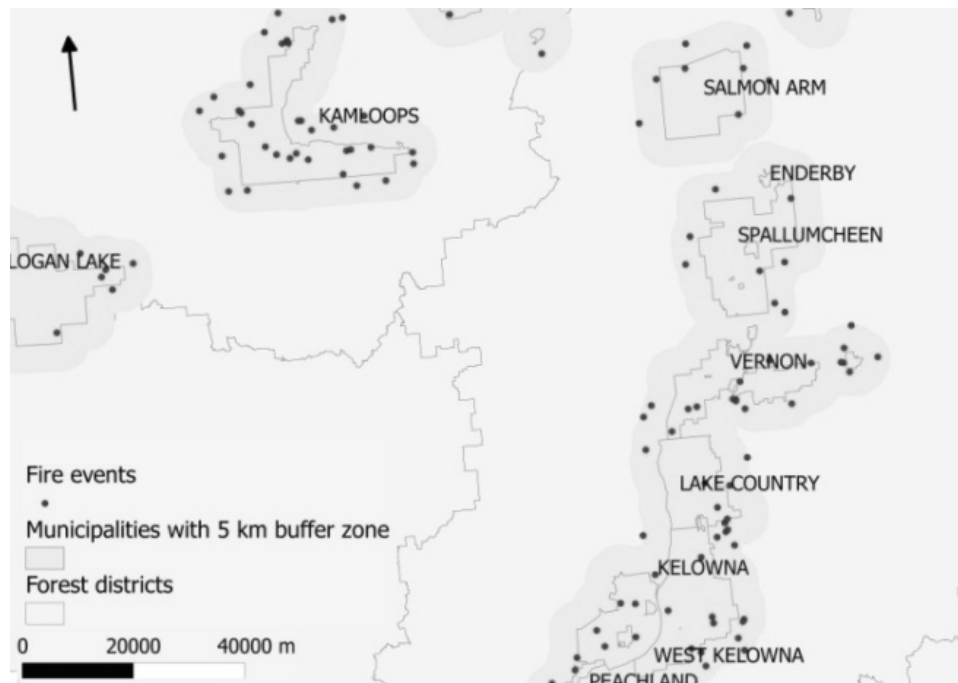 KAMLOOPS
SALMON ARM
ENDERBY
SPALLUMCHEEN
LOGAN LAKE
VERNON
LAKE COUNTRY
KELOWNA
WEST KELOWNA
PEACHLAND
Fire events
Municipalities with 5 km buffer zone
Forest districts
0 20000 40000 m